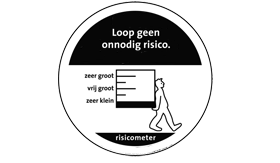 Loop geen
onnodig risico.
zeer groot
vrij groot
zeer klein
risicometer